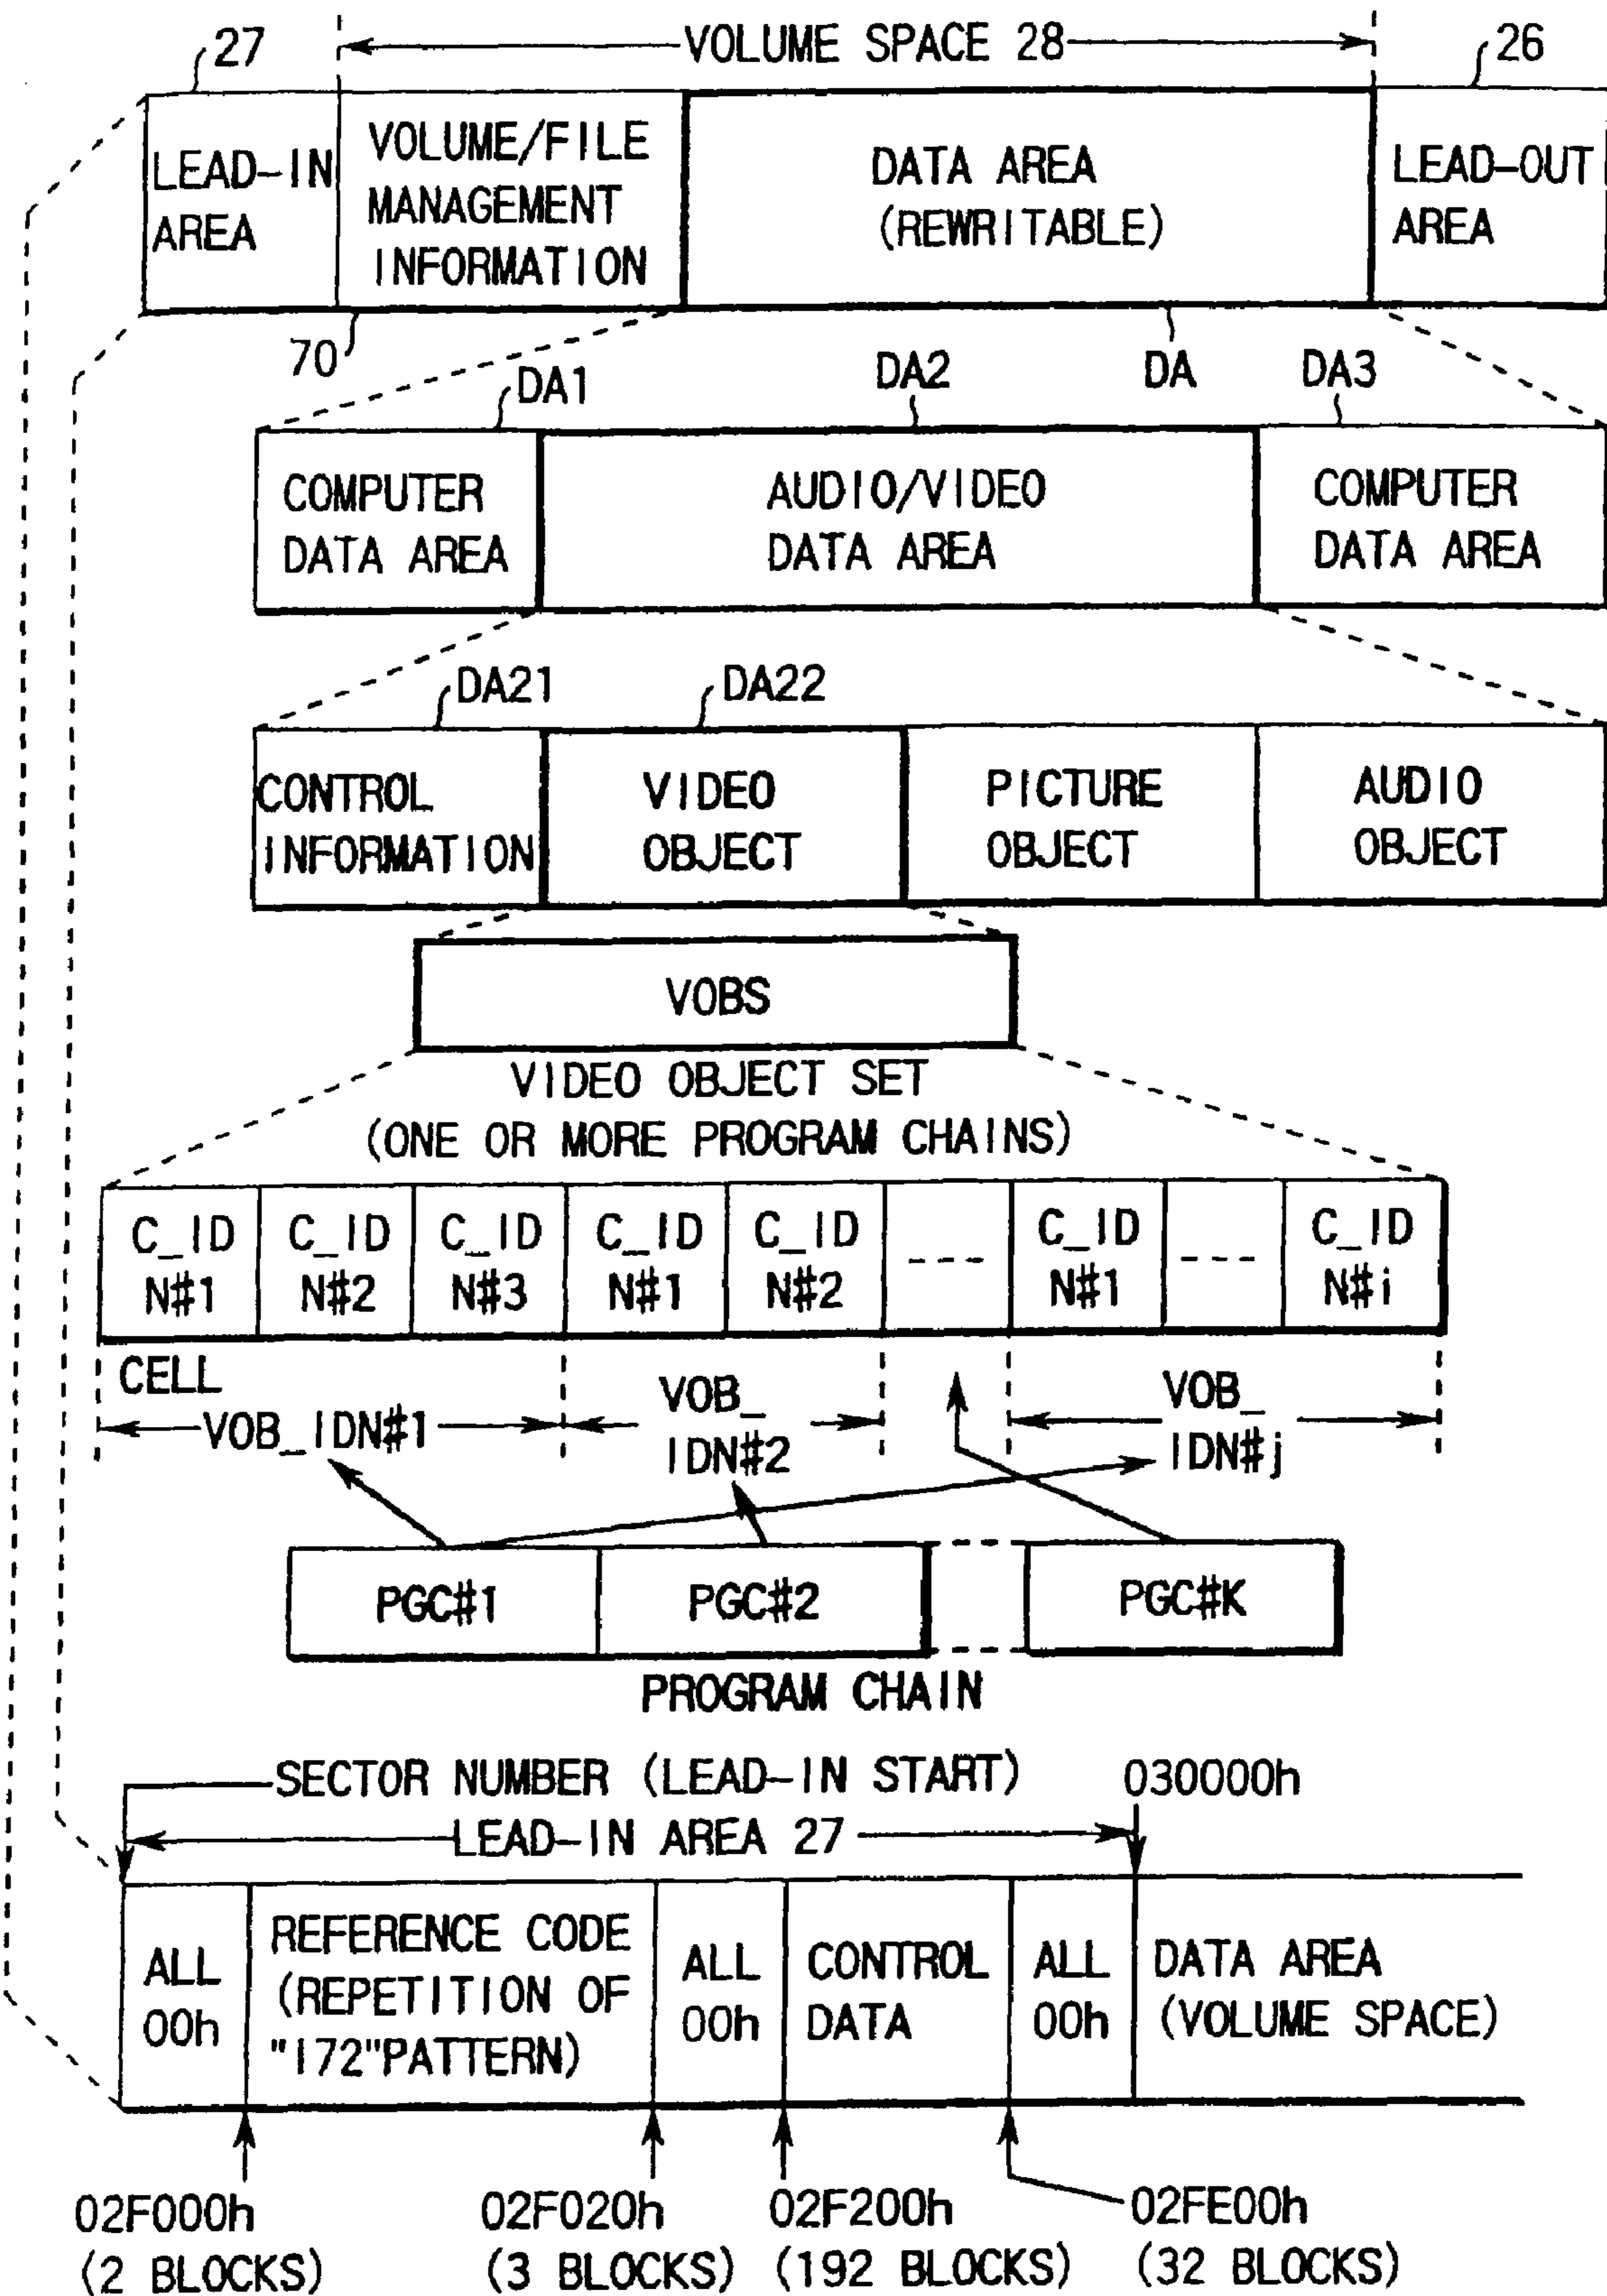 27
VOLUME SPACE 28
26
LEAD-IN
AREA
VOLUME/FILE
MANAGEMENT
INFORMATION
DATA AREA
(REWRITABLE)
LEAD-OUT
AREA
70
DA1
DA2
DA
DA3
COMPUTER
DATA AREA
AUDIO/VIDEO
DATA AREA
COMPUTER
DATA AREA
DA21
DA22
CONTROL
INFORMATION
VIDEO
OBJECT
PICTURE
OBJECT
AUDIO
OBJECT
VOBS
VIDEO OBJECT SET
(ONE OR MORE PROGRAM CHAINS)
C_ID
N#1
C_ID
N#2
C_ID
N#3
C_ID
N#1
C_ID
N#2
----
C_ID
N#1
----
C_ID
N#i
CELL
VOB_IDN#1
VOB_
IDN#2
VOB_
IDN#j
PGC#1
PGC#2
PGC#K
PROGRAM CHAIN
SECTOR NUMBER (LEAD-IN START)
030000h
LEAD-IN AREA 27
ALL
00h
REFERENCE CODE
(REPETITION OF
"172"PATTERN)
ALL
00h
CONTROL
DATA
ALL
00h
DATA AREA
(VOLUME SPACE)
02F000h
(2 BLOCKS)
02F020h
(3 BLOCKS)
02F200h
(192 BLOCKS)
02FE00h
(32 BLOCKS)